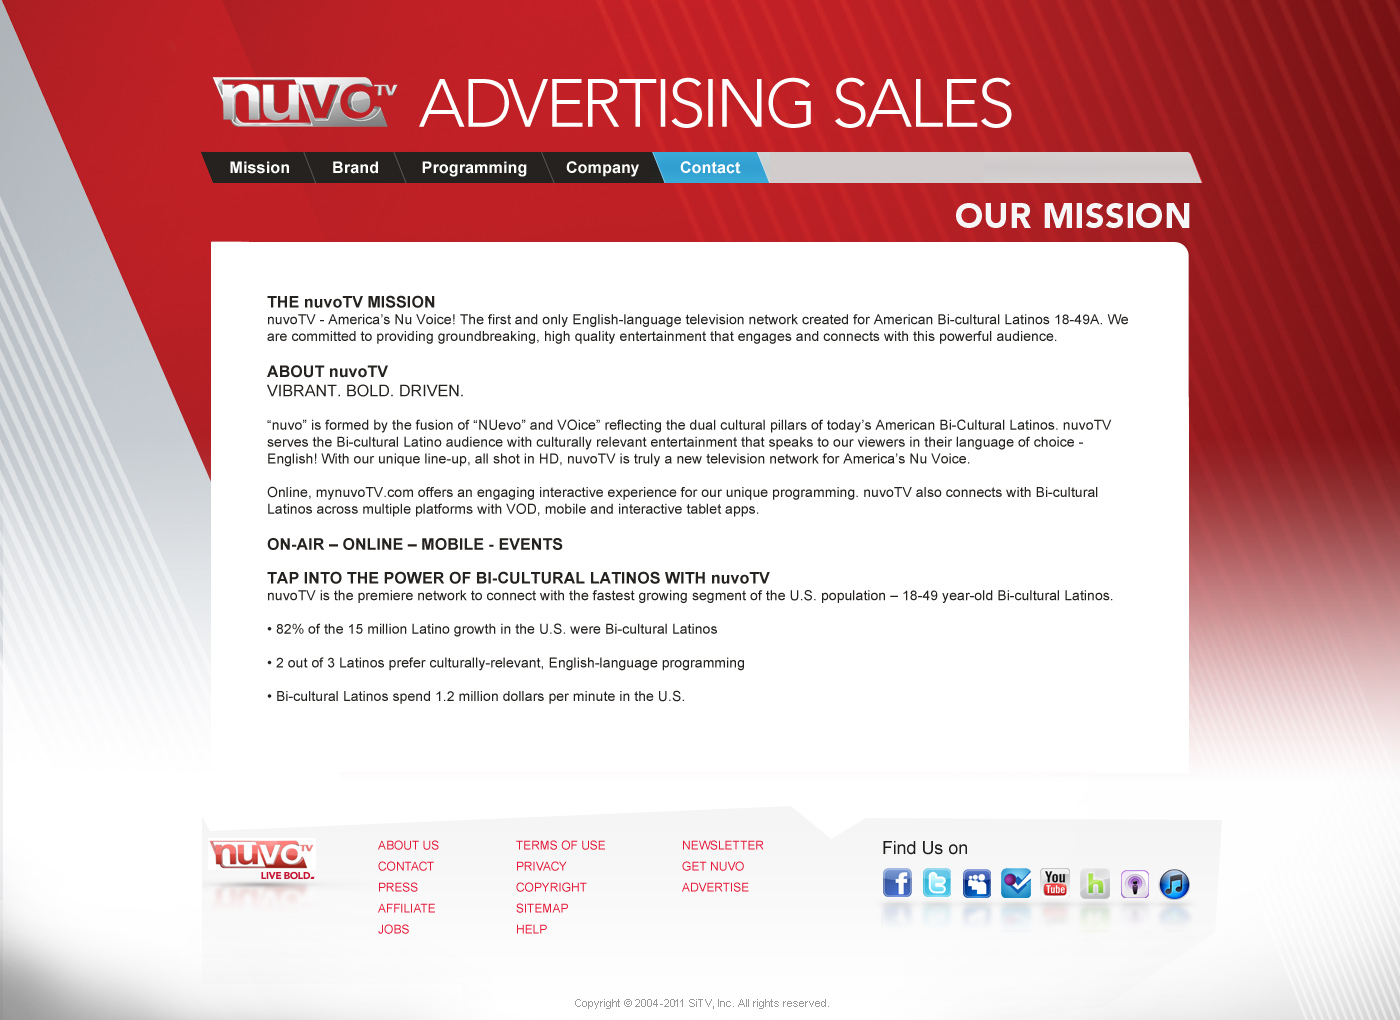 nuvo TV ADVERTISING SALES
Mission Brand Programming Company Contact
OUR MISSION
THE nuvoTV MISSION
nuvoTV - America’s Nu Voice! The first and only English-language television network created for American Bi-cultural Latinos 18-49A. We
are committed to providing groundbreaking, high quality entertainment that engages and connects with this powerful audience.
ABOUT nuvoTV
VIBRANT. BOLD. DRIVEN.
“nuvo” is formed by the fusion of “NUevo” and VOice” reflecting the dual cultural pillars of today’s American Bi-Cultural Latinos. nuvoTV
serves the Bi-cultural Latino audience with culturally relevant entertainment that speaks to our viewers in their language of choice -
English! With our unique line-up, all shot in HD, nuvoTV is truly a new television network for America’s Nu Voice.
Online, mynuvoTV.com offers an engaging interactive experience for our unique programming. nuvoTV also connects with Bi-cultural
Latinos across multiple platforms with VOD, mobile and interactive tablet apps.
ON-AIR – ONLINE – MOBILE - EVENTS
TAP INTO THE POWER OF BI-CULTURAL LATINOS WITH nuvoTV
nuvoTV is the premiere network to connect with the fastest growing segment of the U.S. population – 18-49 year-old Bi-cultural Latinos.
• 82% of the 15 million Latino growth in the U.S. were Bi-cultural Latinos
• 2 out of 3 Latinos prefer culturally-relevant, English-language programming
• Bi-cultural Latinos spend 1.2 million dollars per minute in the U.S.
nuvo TV
LIVE BOLD.
ABOUT US
CONTACT
PRESS
AFFILIATE
JOBS
TERMS OF USE
PRIVACY
COPYRIGHT
SITEMAP
HELP
NEWSLETTER
GET NUVO
ADVERTISE
Find Us on
f t You Tube h
Copyright © 2004-2011 SiTV, Inc. All rights reserved.